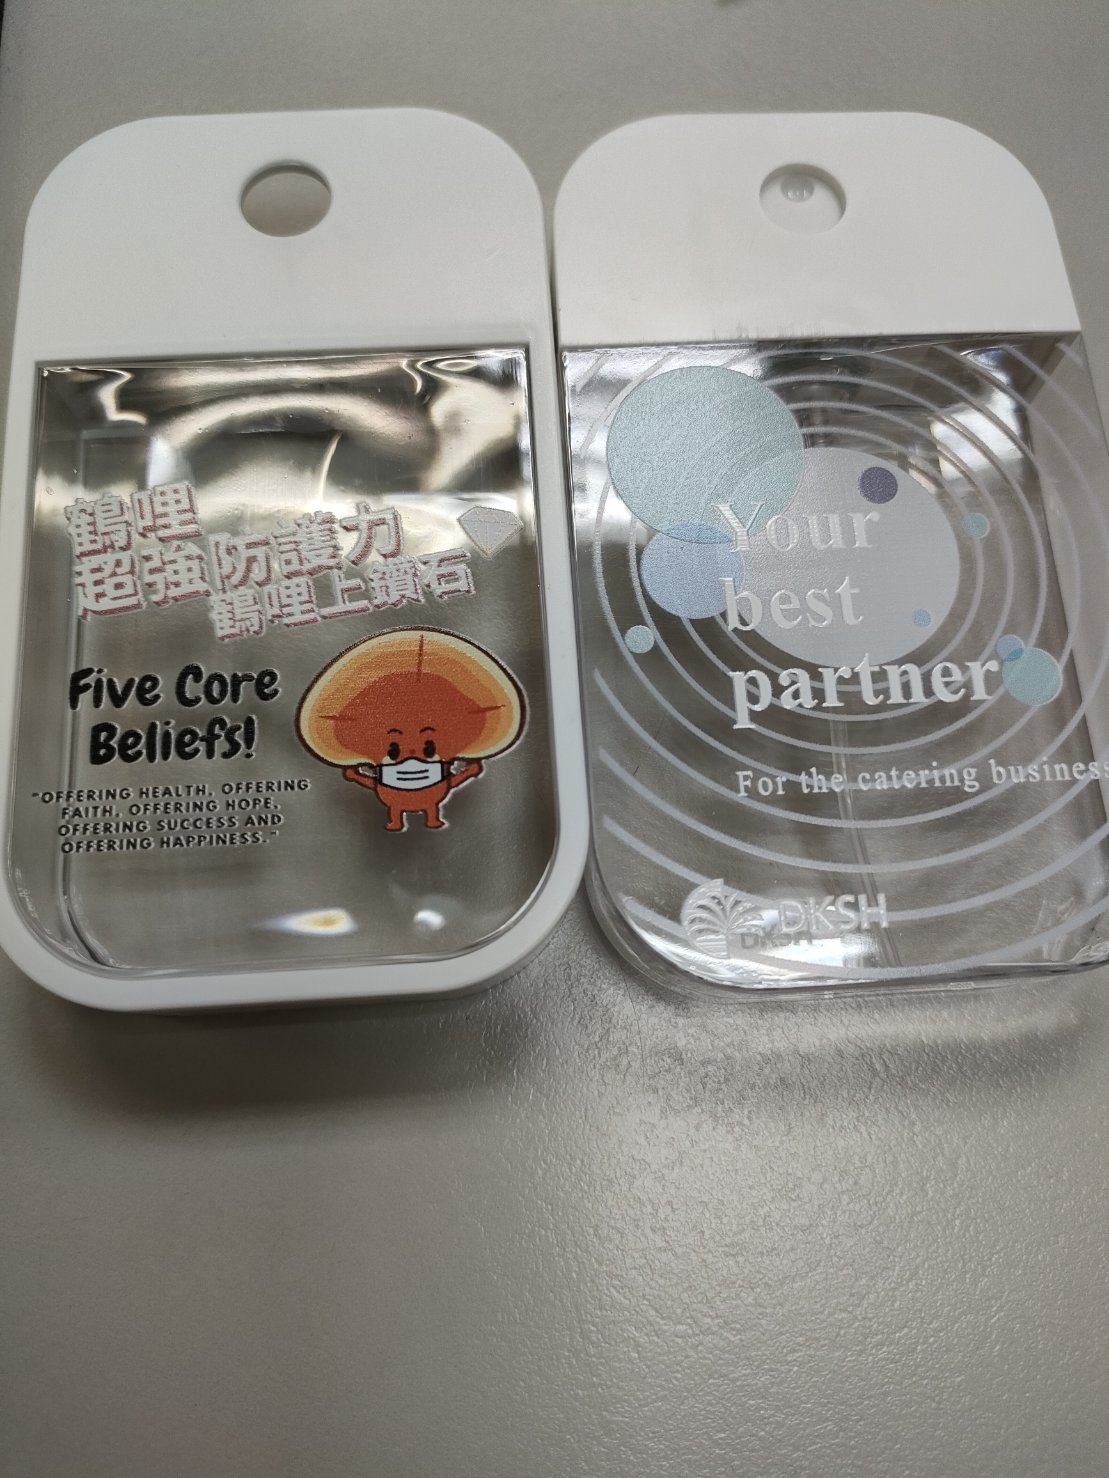 鶴哩
超強防護力
鶴哩上鑽石
Five Core
Beliefs!
"OFFERING HEALTH, OFFERING
FAITH, OFFERING HOPE,
OFFERING SUCCESS AND
OFFERING HAPPINESS."
Your
best
partner
For the catering business
DKSH